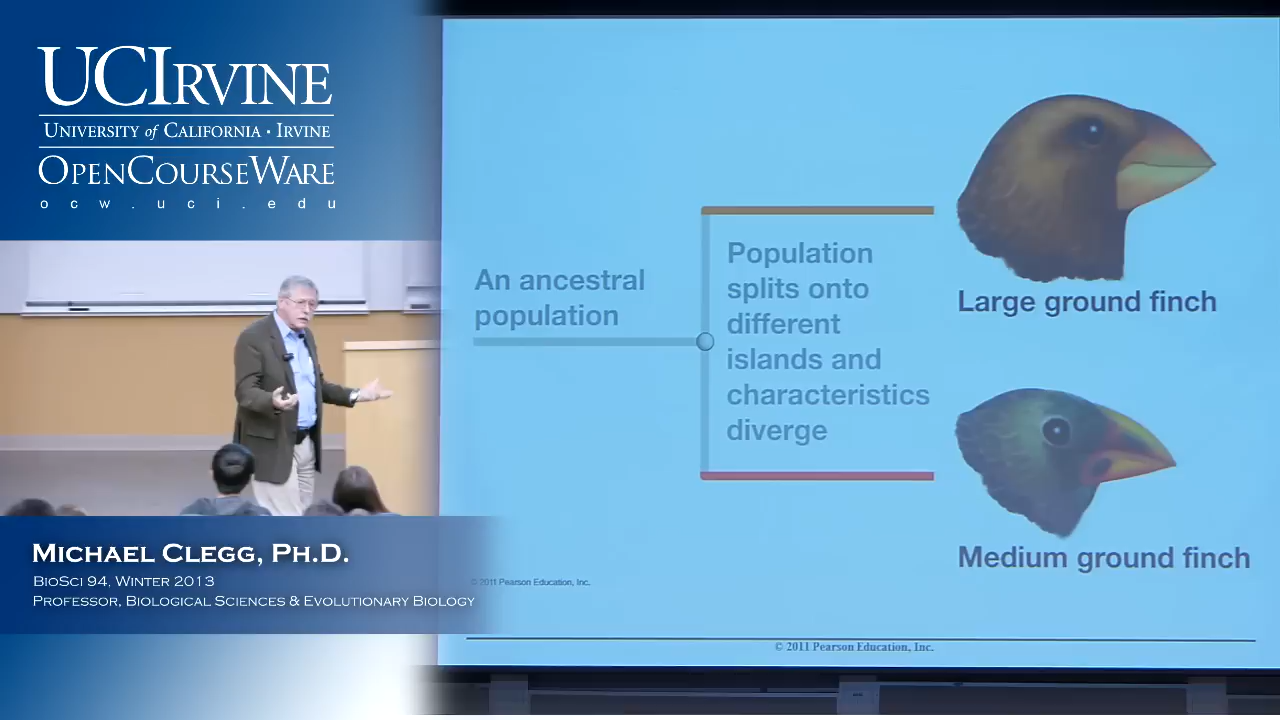 UCIRVINE
UNIVERSITY of CALIFORNIA · IRVINE
OPENCOURSEWARE
ocw.uci.edu
An ancestral
population
Population
splits onto
different
islands and
characteristics
diverge
Large ground finch
Medium ground finch
© 2011 Pearson Education, Inc.
© 2011 Pearson Education, Inc.
MICHAEL CLEGG, PH.D.
BIOSCI 94, WINTER 2013
PROFESSOR, BIOLOGICAL SCIENCES & EVOLUTIONARY BIOLOGY